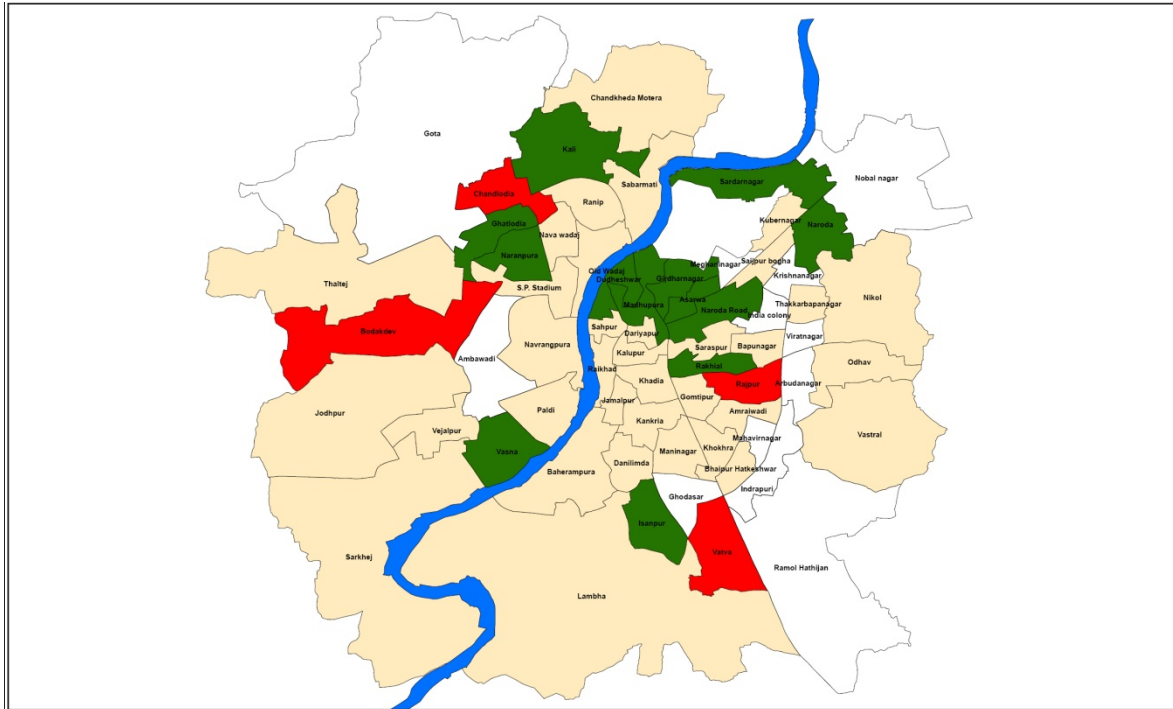 Chandkheda Motera
Gota
Kali
Sabarmati
Sardarnagar
Nobal nagar
Chandlodia
Ranip
Kubernagar
Naroda
Ghatlodia
Nava wadaj
Naranpura
Old Wadaj
Dudheshwar
Meghaninagar
Saijpur bogha
Girdharnagar
Krishnanagar
Thaltej
S.P. Stadium
Madhupura
Asarwa
Naroda Road
Thakkarbapanagar
Nikol
India colony
Bodakdev
Sahpur
Dariyapur
Saraspur
Bapunagar
Viratnagar
Navrangpura
Kalupur
Ambawadi
Raikhad
Rakhial
Odhav
Khadia
Rajpur
Arbudanagar
Jodhpur
Paldi
Jamalpur
Gomtipur
Amraiwadi
Kankria
Vejalpur
Vasna
Maninagar
Khokhra
Mahavirnagar
Vastral
Baherampura
Danilimda
Bhaipur Hatkeshwar
Ghodasar
Indrapuri
Isanpur
Sarkhej
Vatva
Ramol Hathijan
Lambha